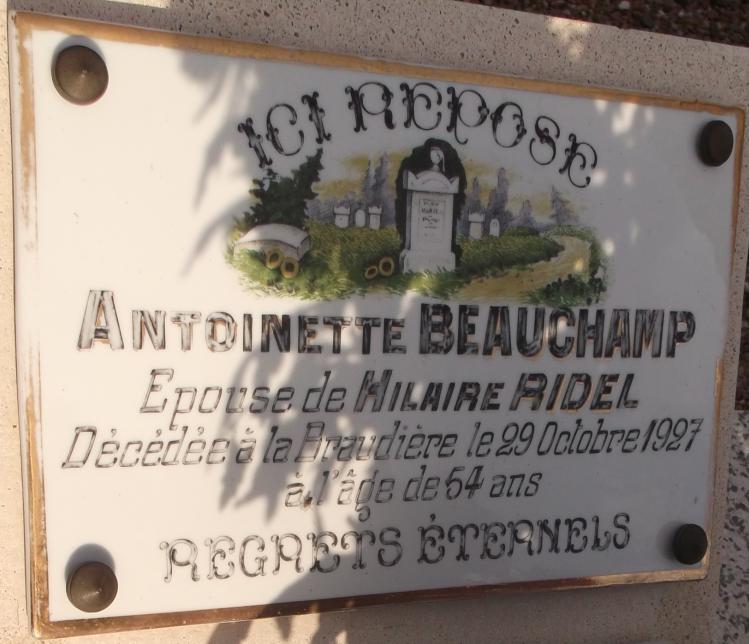 ICI REPOSE
ANTOINETTE BEAUCHAMP
Epouse de HILAIRE RIDEL
Décédée à la Braudière le 29 Octobre 1927
à l'âge de 54 ans
REGRETS ÉTERNELS